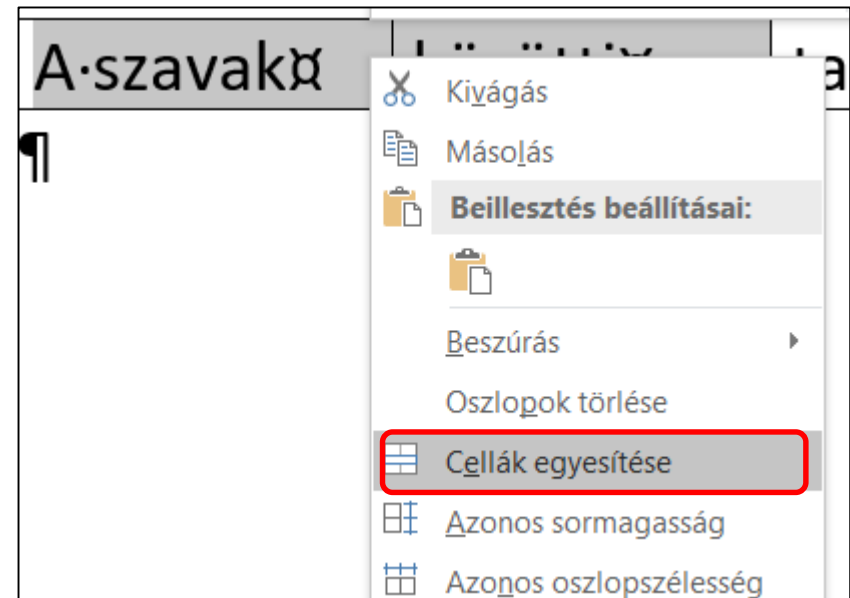 A·szavak¤
Kivágás
Másolás
Beillesztés beállításai:
Beszúrás
Oszlopok törlése
Cellák egyesítése
Azonos sormagasság
Azonos oszlopszélesség